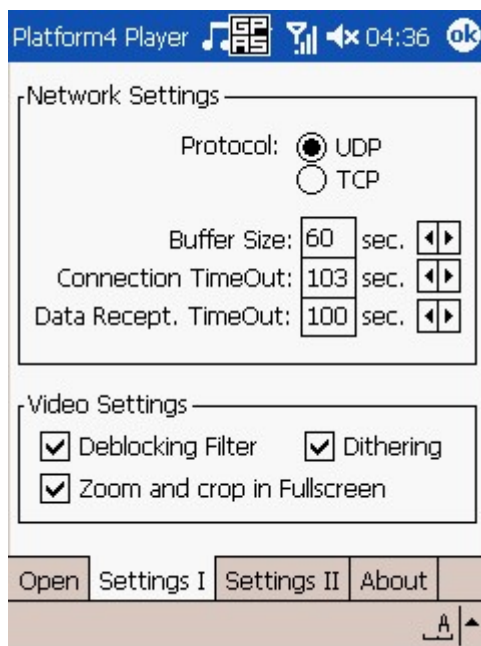 Platform4 Player 04:36 ok
Network Settings
Protocol: UDP
TCP
Buffer Size: 60 sec.
Connection TimeOut: 103 sec.
Data Recept. TimeOut: 100 sec.
Video Settings
Deblocking Filter Dithering
Zoom and crop in Fullscreen
Open Settings I Settings II About
A